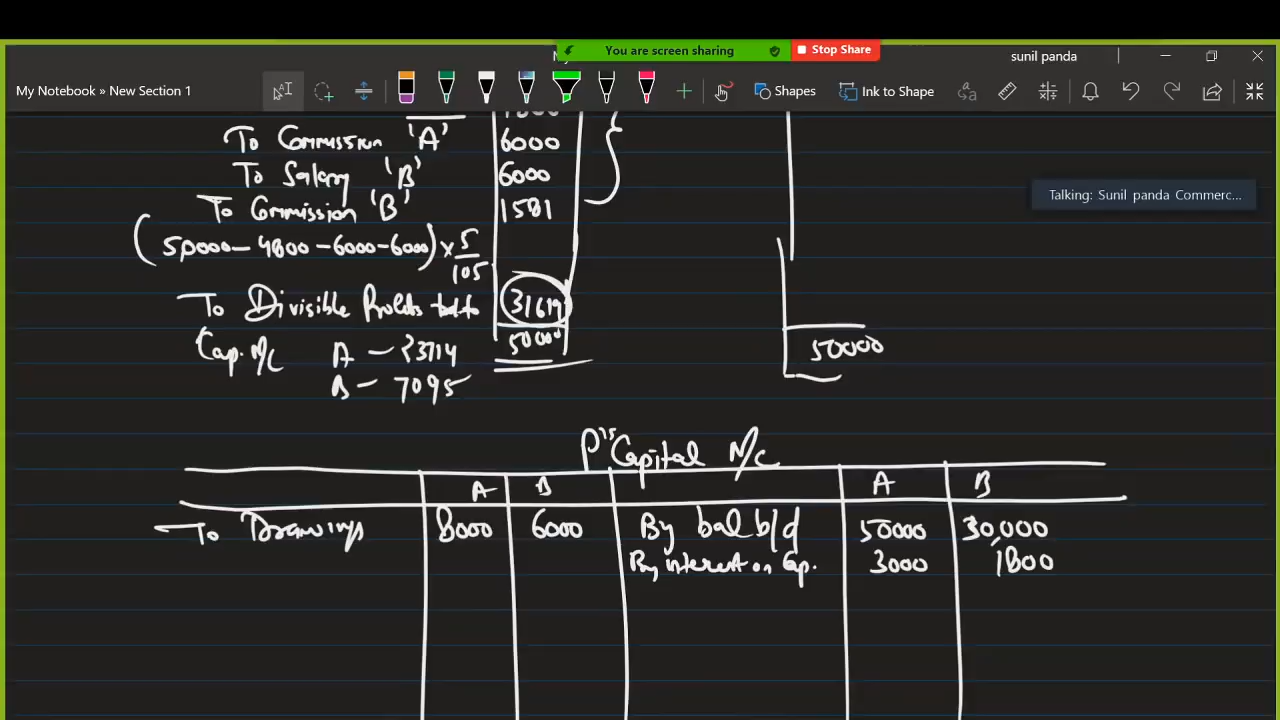 You are screen sharing
Stop Share
sunil panda
My Notebook » New Section 1
Shapes
Ink to Shape
Talking: Sunil panda Commerc...
To Commission 'A' 6000
To Salary 'B' 6000
To Commission 'B' 1581
(50000 - 4800 - 6000 - 6000) × 5/105
To Divisible Profits 31619
Cap. A/c A - 23714 50000 50000
B - 7095
P'rs Capital A/c
A B A B
To Drawings 8000 6000 By bal b/d 50000 30,000
By interest on Cap. 3000 1800